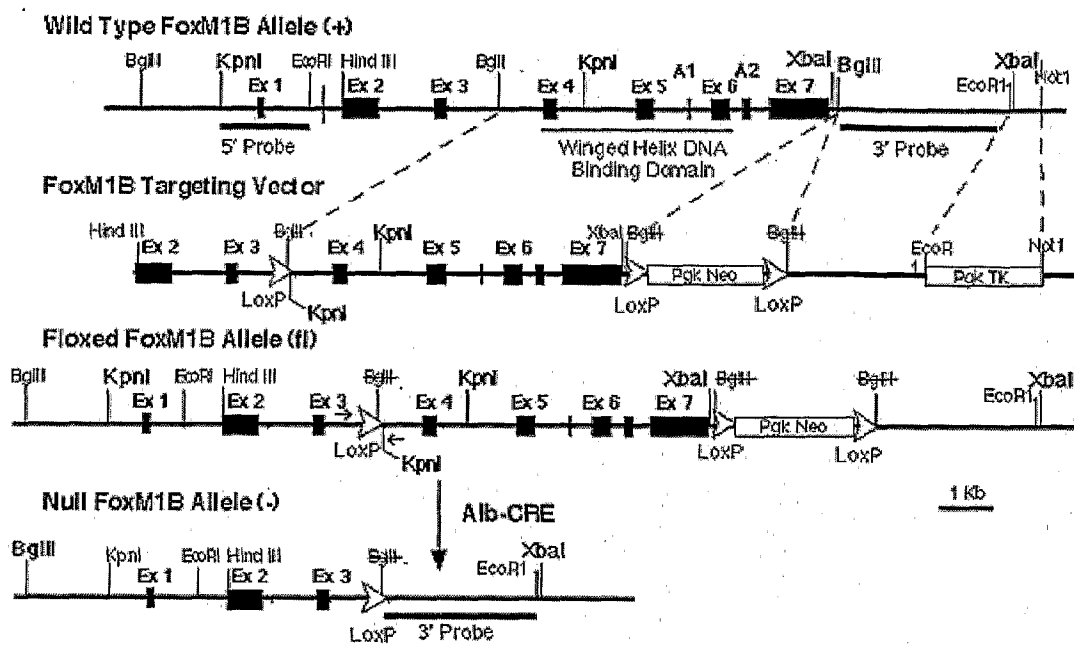 Wild Type FoxM1B Allele (+)
BglII KpnI EcoRI Hind III BglII KpnI XbaI BglII EcoR1 XbaI Not1
Ex 1 Ex 2 Ex 3 Ex 4 Ex 5 A1 Ex 6 A2 Ex 7
5' Probe Winged Helix DNA Binding Domain 3' Probe
FoxM1B Targeting Vector
Hind III Ex 2 Ex 3 BglII Ex 4 KpnI Ex 5 Ex 6 Ex 7 XbaI BglII BglII EcoR1 Not1
Pgk Neo Pgk TK
LoxP KpnI LoxP LoxP
Floxed FoxM1B Allele (fl)
BglII KpnI EcoRI Hind III BglII KpnI XbaI BglII BglII EcoR1 XbaI
Ex 1 Ex 2 Ex 3 Ex 4 Ex 5 Ex 6 Ex 7
Pgk Neo
LoxP KpnI LoxP LoxP
Null FoxM1B Allele (-)
Alb-CRE
1 Kb
BglII KpnI EcoRI Hind III BglII EcoR1 XbaI
Ex 1 Ex 2 Ex 3
LoxP 3' Probe